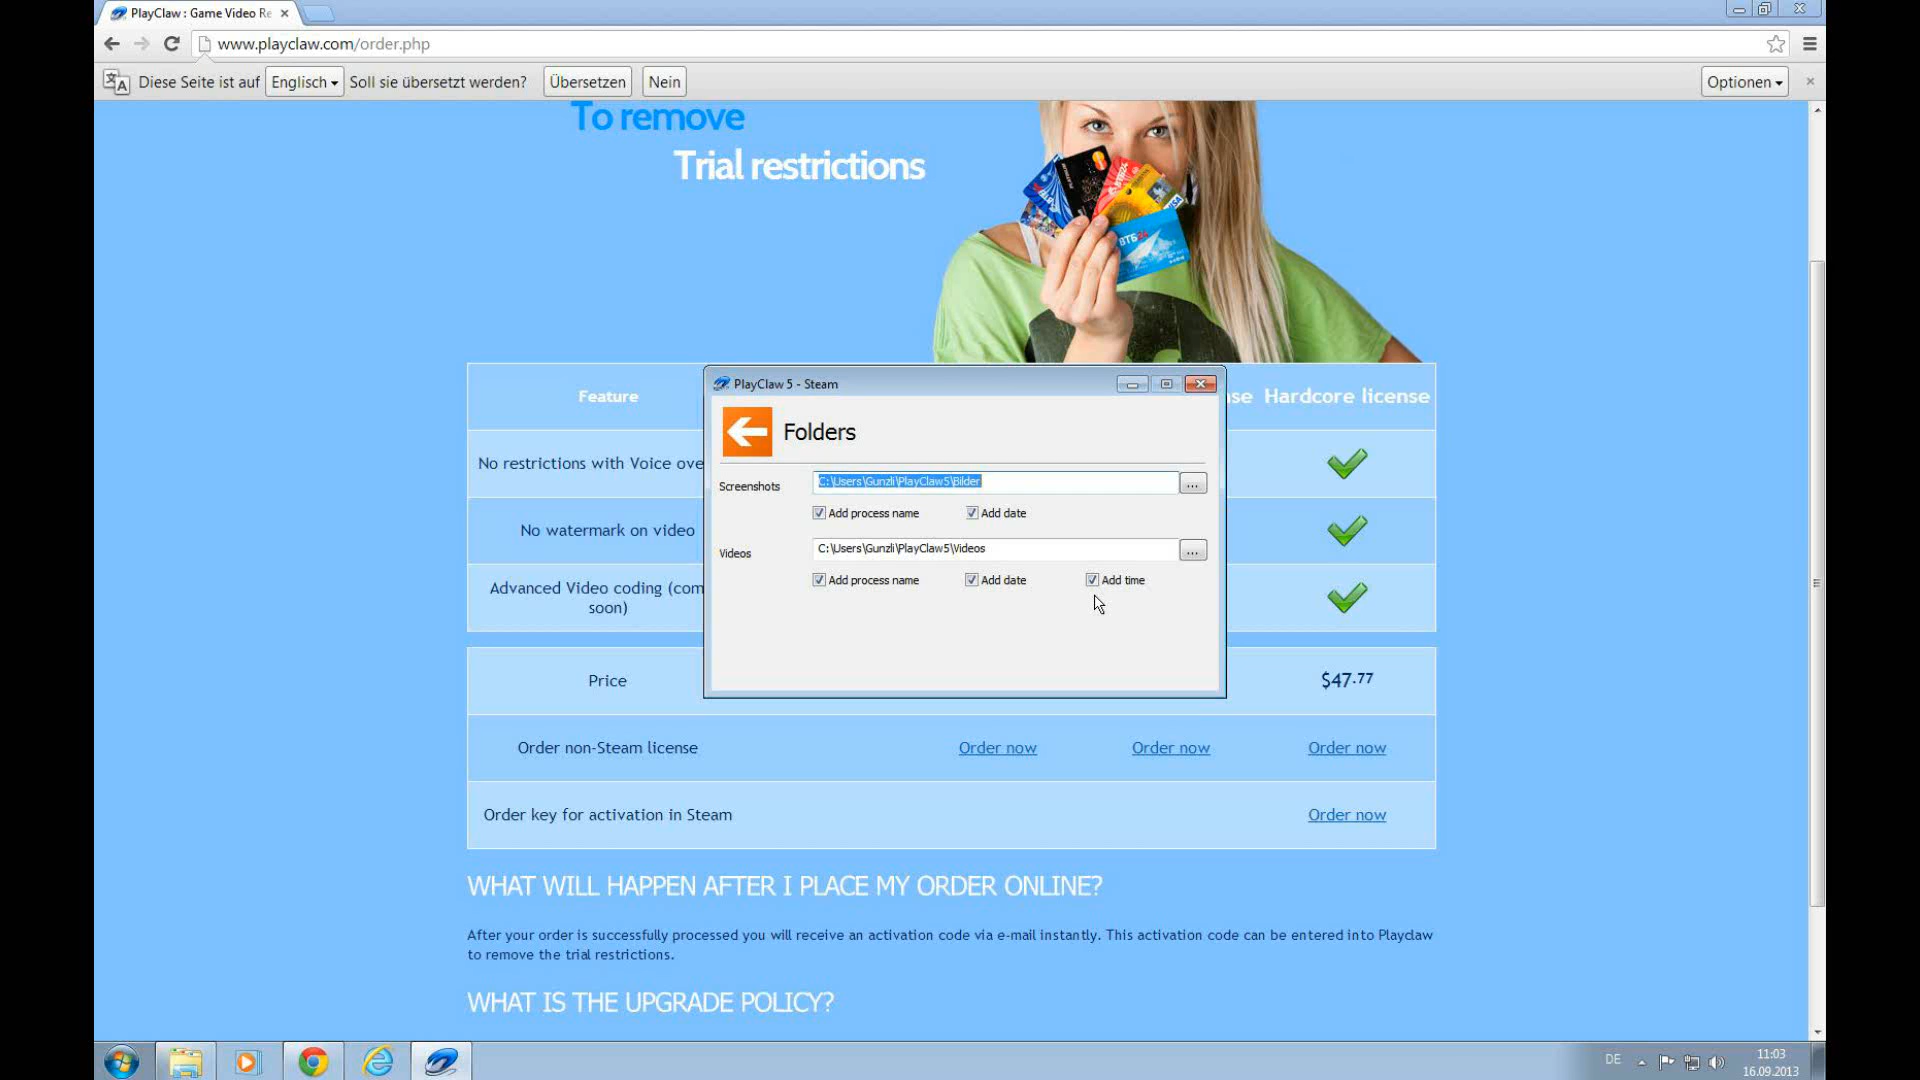 PlayClaw : Game Video Re
www.playclaw.com/order.php
Diese Seite ist auf Englisch Soll sie übersetzt werden? Übersetzen Nein Optionen
To remove
Trial restrictions
PlayClaw 5 - Steam
Folders
Screenshots C:\Users\Gunzli\PlayClaw5\Bilder ...
Add process name Add date
Videos C:\Users\Gunzli\PlayClaw5\Videos ...
Add process name Add date Add time
Feature nse Hardcore license
No restrictions with Voice ove
No watermark on video
Advanced Video coding (com
soon)
Price $47.77
Order non-Steam license Order now Order now Order now
Order key for activation in Steam Order now
WHAT WILL HAPPEN AFTER I PLACE MY ORDER ONLINE?
After your order is successfully processed you will receive an activation code via e-mail instantly. This activation code can be entered into Playclaw
to remove the trial restrictions.
WHAT IS THE UPGRADE POLICY?
DE 11:03
16.09.2013